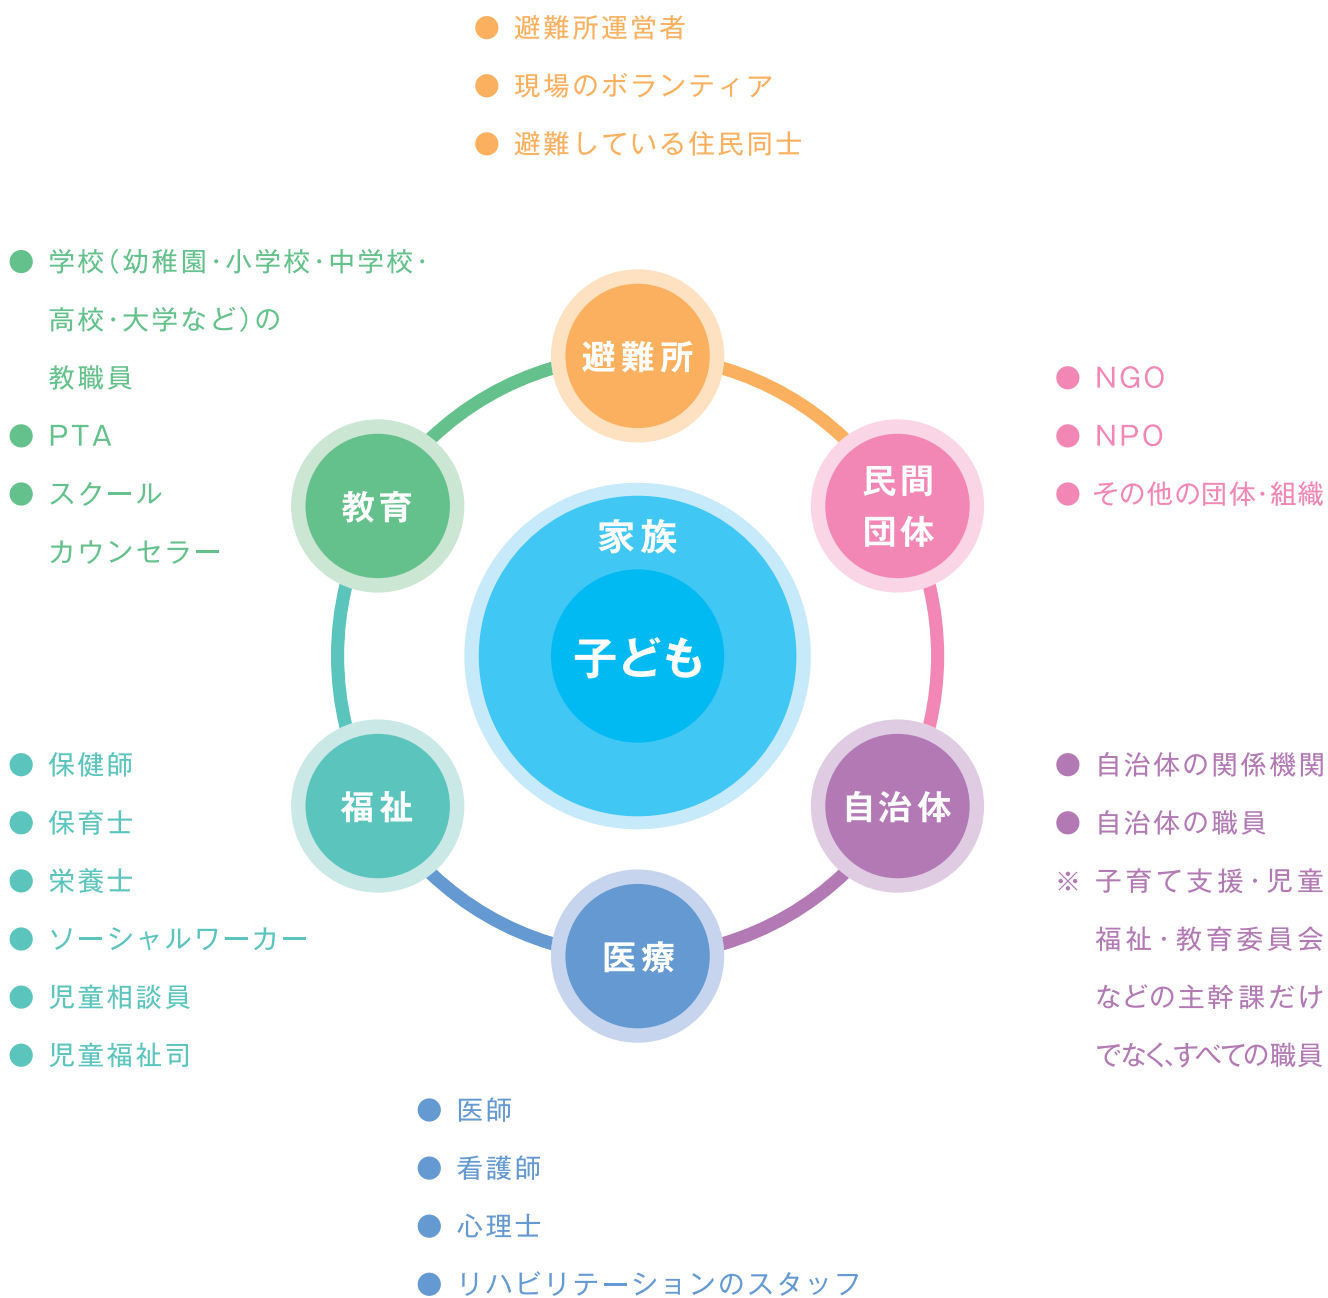 ● 避難所運営者
● 現場のボランティア
● 避難している住民同士
● 学校（幼稚園・小学校・中学校・
高校・大学など）の
教職員
● PTA
● スクール
カウンセラー
避難所
● NGO
● NPO
● その他の団体・組織
教育
民間
団体
家族
子ども
福祉
自治体
医療
● 保健師
● 保育士
● 栄養士
● ソーシャルワーカー
● 児童相談員
● 児童福祉司
● 自治体の関係機関
● 自治体の職員
※ 子育て支援・児童
福祉・教育委員会
などの主幹課だけ
でなく、すべての職員
● 医師
● 看護師
● 心理士
● リハビリテーションのスタッフ